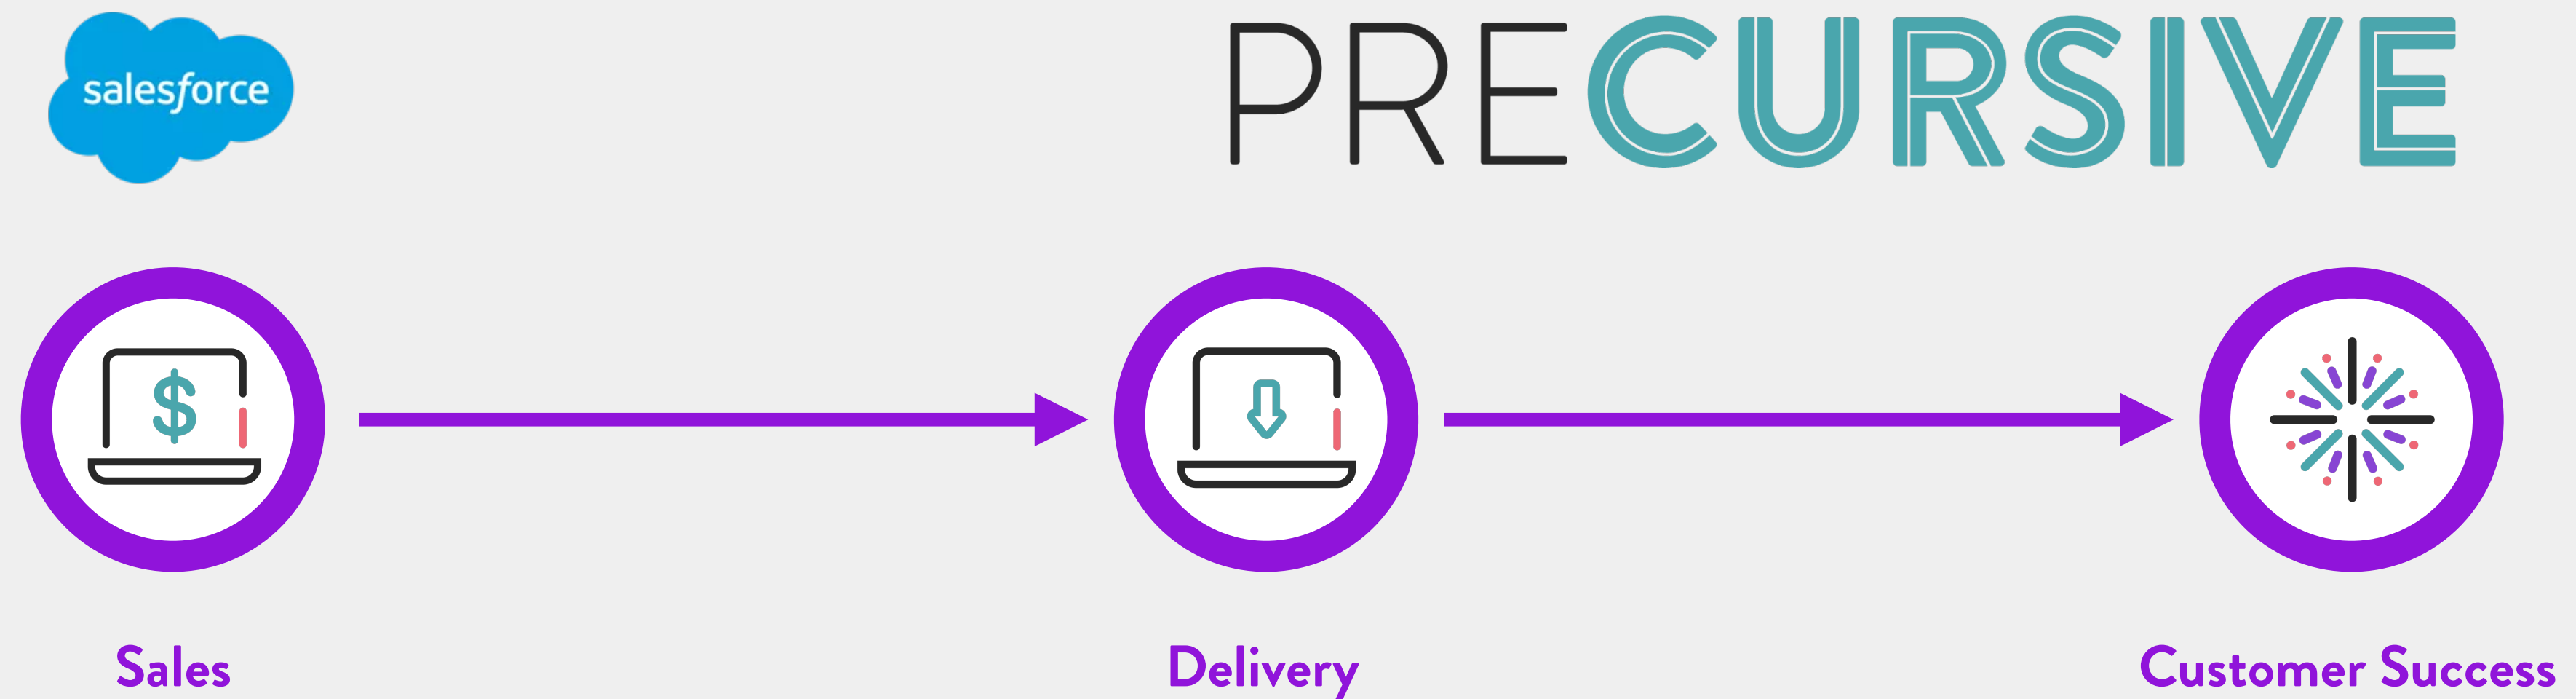 salesforce
PRECURSIVE
$
Sales
Delivery
Customer Success